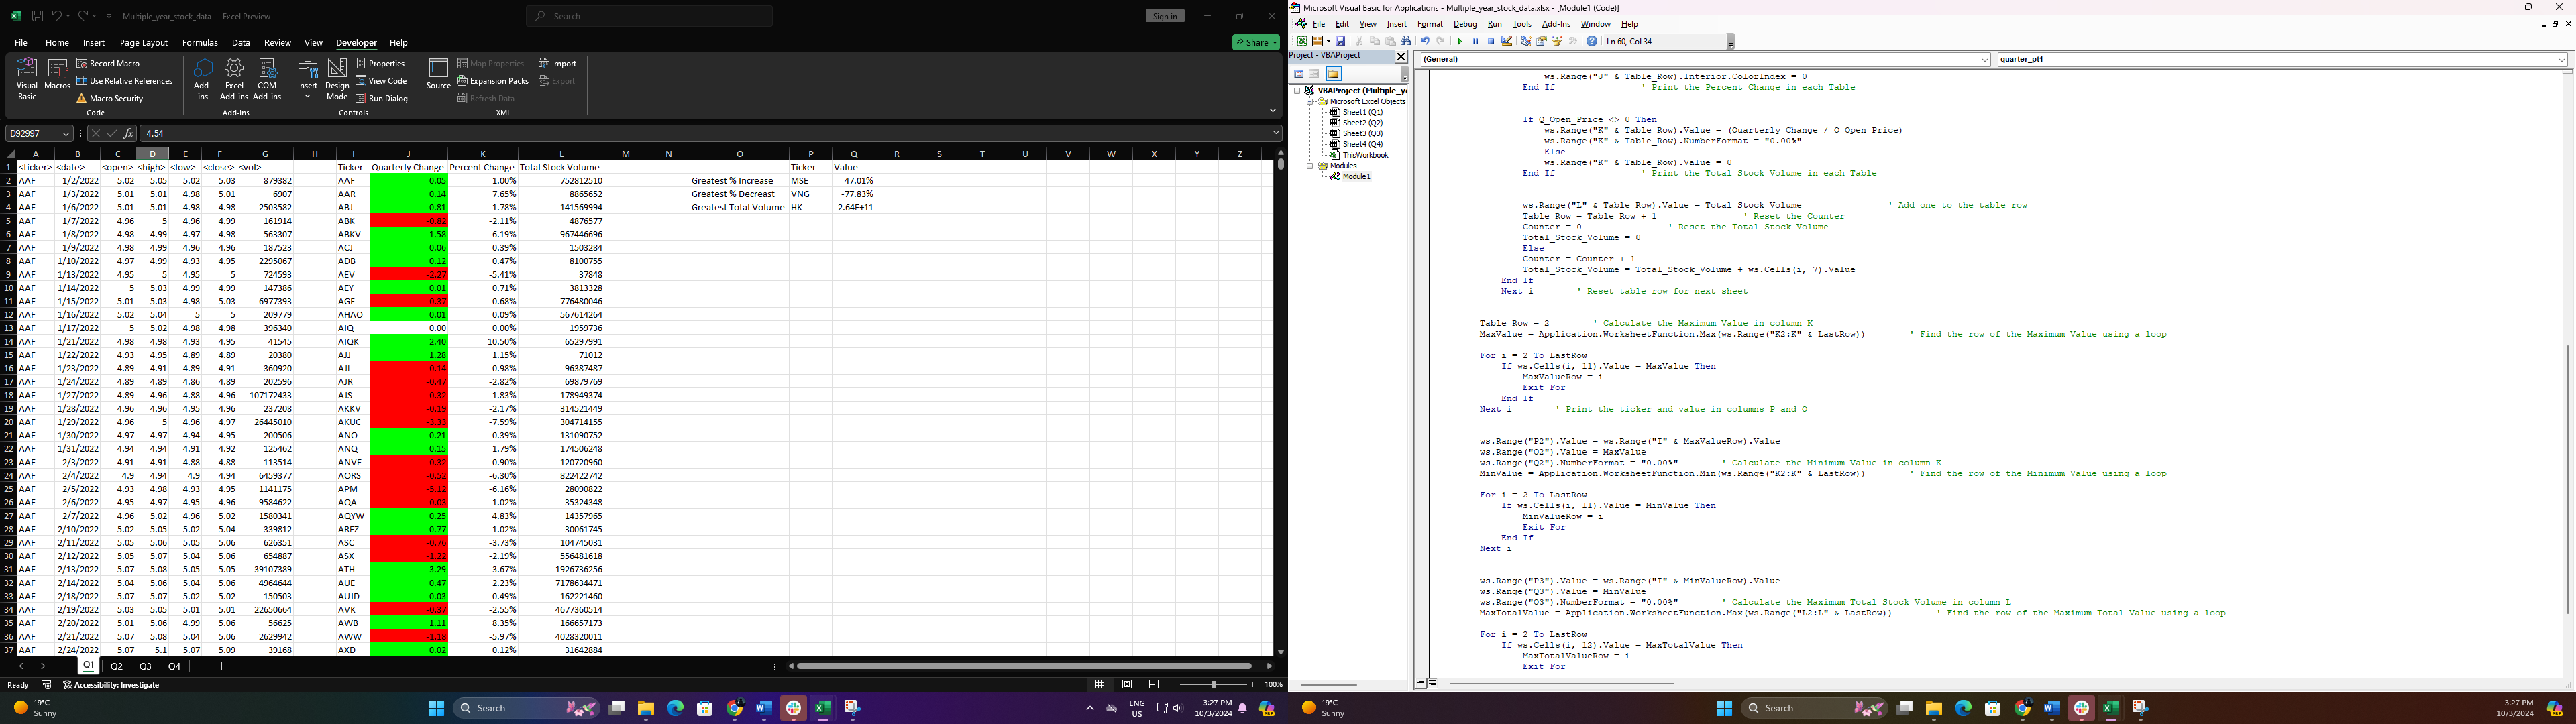 Multiple_year_stock_data - Excel Preview
Search
Sign in
File Home Insert Page Layout Formulas Data Review View Developer Help
Share
Visual Basic
Macros
Record Macro
Use Relative References
Macro Security
Code
Add-ins
Excel Add-ins
COM Add-ins
Add-ins
Insert
Design Mode
Properties
View Code
Run Dialog
Controls
Source
Map Properties
Expansion Packs
Refresh Data
Import
Export
XML
D92997 fx 4.54
A B C D E F G H I J K L M N O P Q R S T U V W X Y Z
1 <ticker> <date> <open> <high> <low> <close> <vol> Ticker Quarterly Change Percent Change Total Stock Volume Ticker Value
2 AAF 1/2/2022 5.02 5.05 5.02 5.03 879382 AAF 0.05 1.00% 752812510 Greatest % Increase MSE 47.01%
3 AAF 1/3/2022 5.01 5.01 4.98 5.01 6907 AAR 0.14 7.65% 8865652 Greatest % Decreast VNG -77.83%
4 AAF 1/6/2022 5.01 5.01 4.98 4.98 2503582 ABJ 0.81 1.78% 141569994 Greatest Total Volume HK 2.64E+11
5 AAF 1/7/2022 4.96 5 4.96 4.99 161914 ABK -0.82 -2.11% 4876577
6 AAF 1/8/2022 4.98 4.99 4.97 4.98 563307 ABKV 1.58 6.19% 967446696
7 AAF 1/9/2022 4.98 4.99 4.96 4.96 187523 ACJ 0.06 0.39% 1503284
8 AAF 1/10/2022 4.97 4.99 4.93 4.95 2295067 ADB 0.12 0.47% 8100755
9 AAF 1/13/2022 4.95 5 4.95 5 724593 AEV -2.27 -5.41% 37848
10 AAF 1/14/2022 5 5.03 4.99 4.99 147386 AEY 0.01 0.71% 3813328
11 AAF 1/15/2022 5.01 5.03 4.98 5.03 6977393 AGF -0.37 -0.68% 776480046
12 AAF 1/16/2022 5.02 5.04 5 5 209779 AHAO 0.01 0.09% 567614264
13 AAF 1/17/2022 5 5.02 4.98 4.98 396340 AIQ 0.00 0.00% 1959736
14 AAF 1/21/2022 4.98 4.98 4.93 4.95 41545 AIQK 2.40 10.50% 65297991
15 AAF 1/22/2022 4.93 4.95 4.89 4.89 20380 AJJ 1.28 1.15% 71012
16 AAF 1/23/2022 4.89 4.91 4.89 4.91 360920 AJL -0.14 -0.98% 96387487
17 AAF 1/24/2022 4.89 4.89 4.86 4.89 202596 AJR -0.47 -2.82% 69879769
18 AAF 1/27/2022 4.89 4.96 4.88 4.96 107172433 AJS -0.32 -1.83% 178949374
19 AAF 1/28/2022 4.96 4.96 4.95 4.96 237208 AKKV -0.19 -2.17% 314521449
20 AAF 1/29/2022 4.96 5 4.96 4.97 26445010 AKUC -3.33 -7.59% 304714155
21 AAF 1/30/2022 4.97 4.97 4.94 4.95 200506 ANO 0.21 0.39% 131090752
22 AAF 1/31/2022 4.94 4.94 4.91 4.92 125462 ANQ 0.15 1.79% 174506248
23 AAF 2/3/2022 4.91 4.91 4.88 4.88 113514 ANVE -0.32 -0.90% 120720960
24 AAF 2/4/2022 4.9 4.94 4.9 4.94 6459377 AORS -0.52 -6.30% 822422742
25 AAF 2/5/2022 4.93 4.98 4.93 4.95 1141175 APM -5.12 -6.16% 28090822
26 AAF 2/6/2022 4.95 4.97 4.95 4.96 9584622 AQA -0.03 -1.02% 35324348
27 AAF 2/7/2022 4.96 5.02 4.96 5.02 1580341 AQYW 0.25 4.83% 14357965
28 AAF 2/10/2022 5.02 5.05 5.02 5.04 339812 AREZ 0.77 1.02% 30061745
29 AAF 2/11/2022 5.05 5.06 5.05 5.06 626351 ASC -0.76 -3.73% 104745031
30 AAF 2/12/2022 5.05 5.07 5.04 5.06 654887 ASX -1.22 -2.19% 556481618
31 AAF 2/13/2022 5.07 5.08 5.05 5.05 39107389 ATH 3.29 3.67% 1926736256
32 AAF 2/14/2022 5.04 5.06 5.04 5.05 4964644 AUE 0.47 2.23% 7178634471
33 AAF 2/18/2022 5.07 5.07 5.02 5.02 150503 AUJD 0.03 0.49% 162221460
34 AAF 2/19/2022 5.03 5.05 5.01 5.01 22650664 AVK -0.37 -2.55% 4677360514
35 AAF 2/20/2022 5.01 5.06 4.99 5.06 56625 AWB 1.11 8.35% 166657173
36 AAF 2/21/2022 5.07 5.08 5.04 5.06 2629942 AWW -1.18 -5.97% 4028320011
37 AAF 2/24/2022 5.07 5.1 5.07 5.09 39168 AXD 0.02 0.12% 31642884
Q1 Q2 Q3 Q4
Ready Accessibility: Investigate 100%
19°C
Sunny
Search
ENG
US
3:27 PM
10/3/2024
Microsoft Visual Basic for Applications - Multiple_year_stock_data.xlsx - [Module1 (Code)]
File Edit View Insert Format Debug Run Tools Add-Ins Window Help
Ln 60, Col 34
Project - VBAProject
VBAProject (Multiple_ye
Microsoft Excel Objects
Sheet1 (Q1)
Sheet2 (Q2)
Sheet3 (Q3)
Sheet4 (Q4)
ThisWorkbook
Modules
Module1
(General) quarter_pt1
ws.Range("J" & Table_Row).Interior.ColorIndex = 0
End If ' Print the Percent Change in each Table
If Q_Open_Price <> 0 Then
ws.Range("K" & Table_Row).Value = (Quarterly_Change / Q_Open_Price)
ws.Range("K" & Table_Row).NumberFormat = "0.00%"
Else
ws.Range("K" & Table_Row).Value = 0
End If ' Print the Total Stock Volume in each Table
ws.Range("L" & Table_Row).Value = Total_Stock_Volume ' Add one to the table row
Table_Row = Table_Row + 1 ' Reset the Counter
Counter = 0 ' Reset the Total Stock Volume
Total_Stock_Volume = 0
Else
Counter = Counter + 1
Total_Stock_Volume = Total_Stock_Volume + ws.Cells(i, 7).Value
End If
Next i ' Reset table row for next sheet
Table_Row = 2 ' Calculate the Maximum Value in column K
MaxValue = Application.WorksheetFunction.Max(ws.Range("K2:K" & LastRow)) ' Find the row of the Maximum Value using a loop
For i = 2 To LastRow
If ws.Cells(i, 11).Value = MaxValue Then
MaxValueRow = i
Exit For
End If
Next i ' Print the ticker and value in columns P and Q
ws.Range("P2").Value = ws.Range("I" & MaxValueRow).Value
ws.Range("Q2").Value = MaxValue
ws.Range("Q2").NumberFormat = "0.00%" ' Calculate the Minimum Value in column K
MinValue = Application.WorksheetFunction.Min(ws.Range("K2:K" & LastRow)) ' Find the row of the Minimum Value using a loop
For i = 2 To LastRow
If ws.Cells(i, 11).Value = MinValue Then
MinValueRow = i
Exit For
End If
Next i
ws.Range("P3").Value = ws.Range("I" & MinValueRow).Value
ws.Range("Q3").Value = MinValue
ws.Range("Q3").NumberFormat = "0.00%" ' Calculate the Maximum Total Stock Volume in column L
MaxTotalValue = Application.WorksheetFunction.Max(ws.Range("L2:L" & LastRow)) ' Find the row of the Maximum Total Value using a loop
For i = 2 To LastRow
If ws.Cells(i, 12).Value = MaxTotalValue Then
MaxTotalValueRow = i
Exit For
19°C
Sunny
Search
3:27 PM
10/3/2024